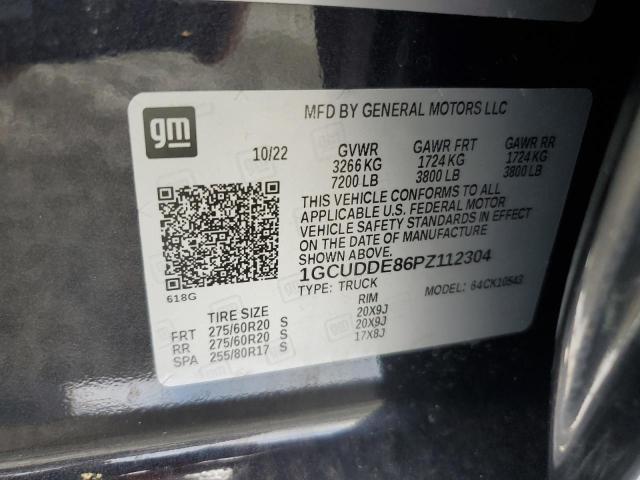 gm
MFD BY GENERAL MOTORS LLC
10/22 GVWR GAWR FRT GAWR RR
3266 KG 1724 KG 1724 KG
7200 LB 3800 LB 3800 LB
THIS VEHICLE CONFORMS TO ALL
APPLICABLE U.S. FEDERAL MOTOR
VEHICLE SAFETY STANDARDS IN EFFECT
ON THE DATE OF MANUFACTURE
SHOWN ABOVE.
1GCUDDE86PZ112304
TYPE: TRUCK MODEL: 64CK10543
618G
TIRE SIZE RIM
FRT 275/60R20 S 20X9J
RR 275/60R20 S 20X9J
SPA 255/80R17 S 17X8J